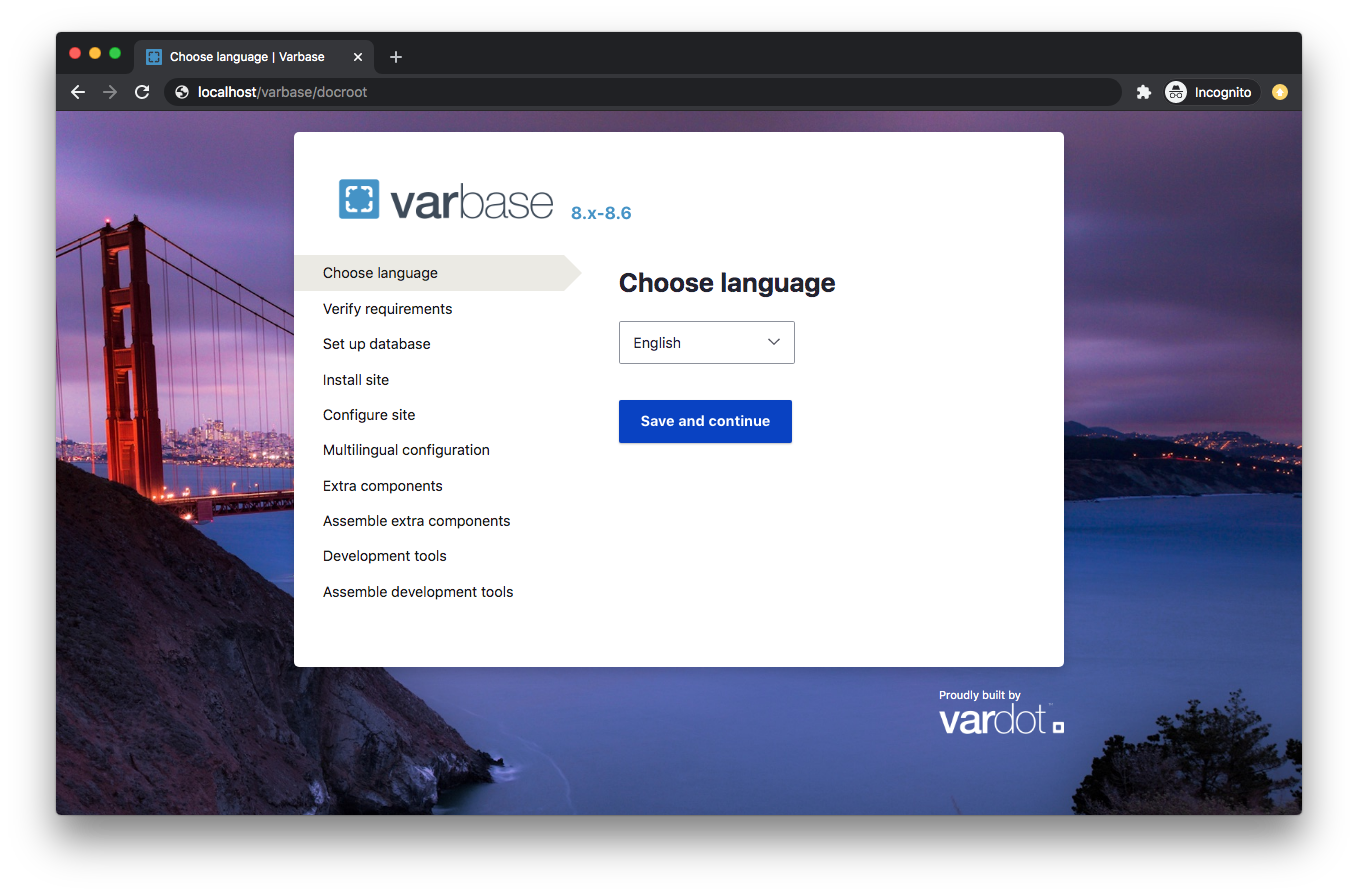 Choose language | Varbase
localhost/varbase/docroot
Incognito
varbase 8.x-8.6
Choose language
Verify requirements
Set up database
Install site
Configure site
Multilingual configuration
Extra components
Assemble extra components
Development tools
Assemble development tools
Choose language
English
Save and continue
Proudly built by
vardot